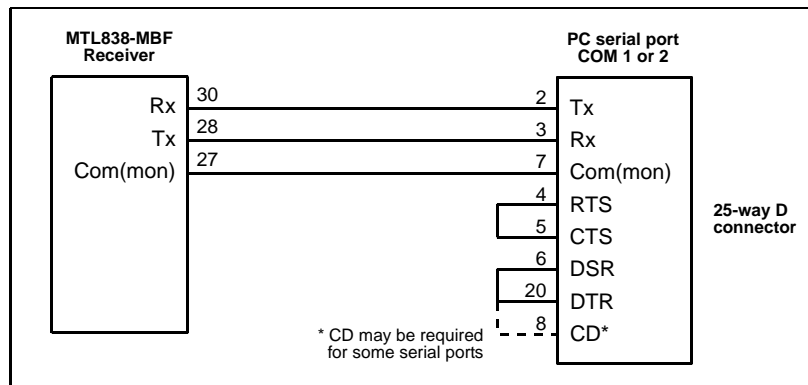 MTL838-MBF
Receiver
PC serial port
COM 1 or 2
Rx 30 2 Tx
Tx 28 3 Rx
Com(mon) 27 7 Com(mon)
4 RTS
5 CTS
6 DSR
20 DTR
8 CD*
25-way D
connector
* CD may be required
for some serial ports